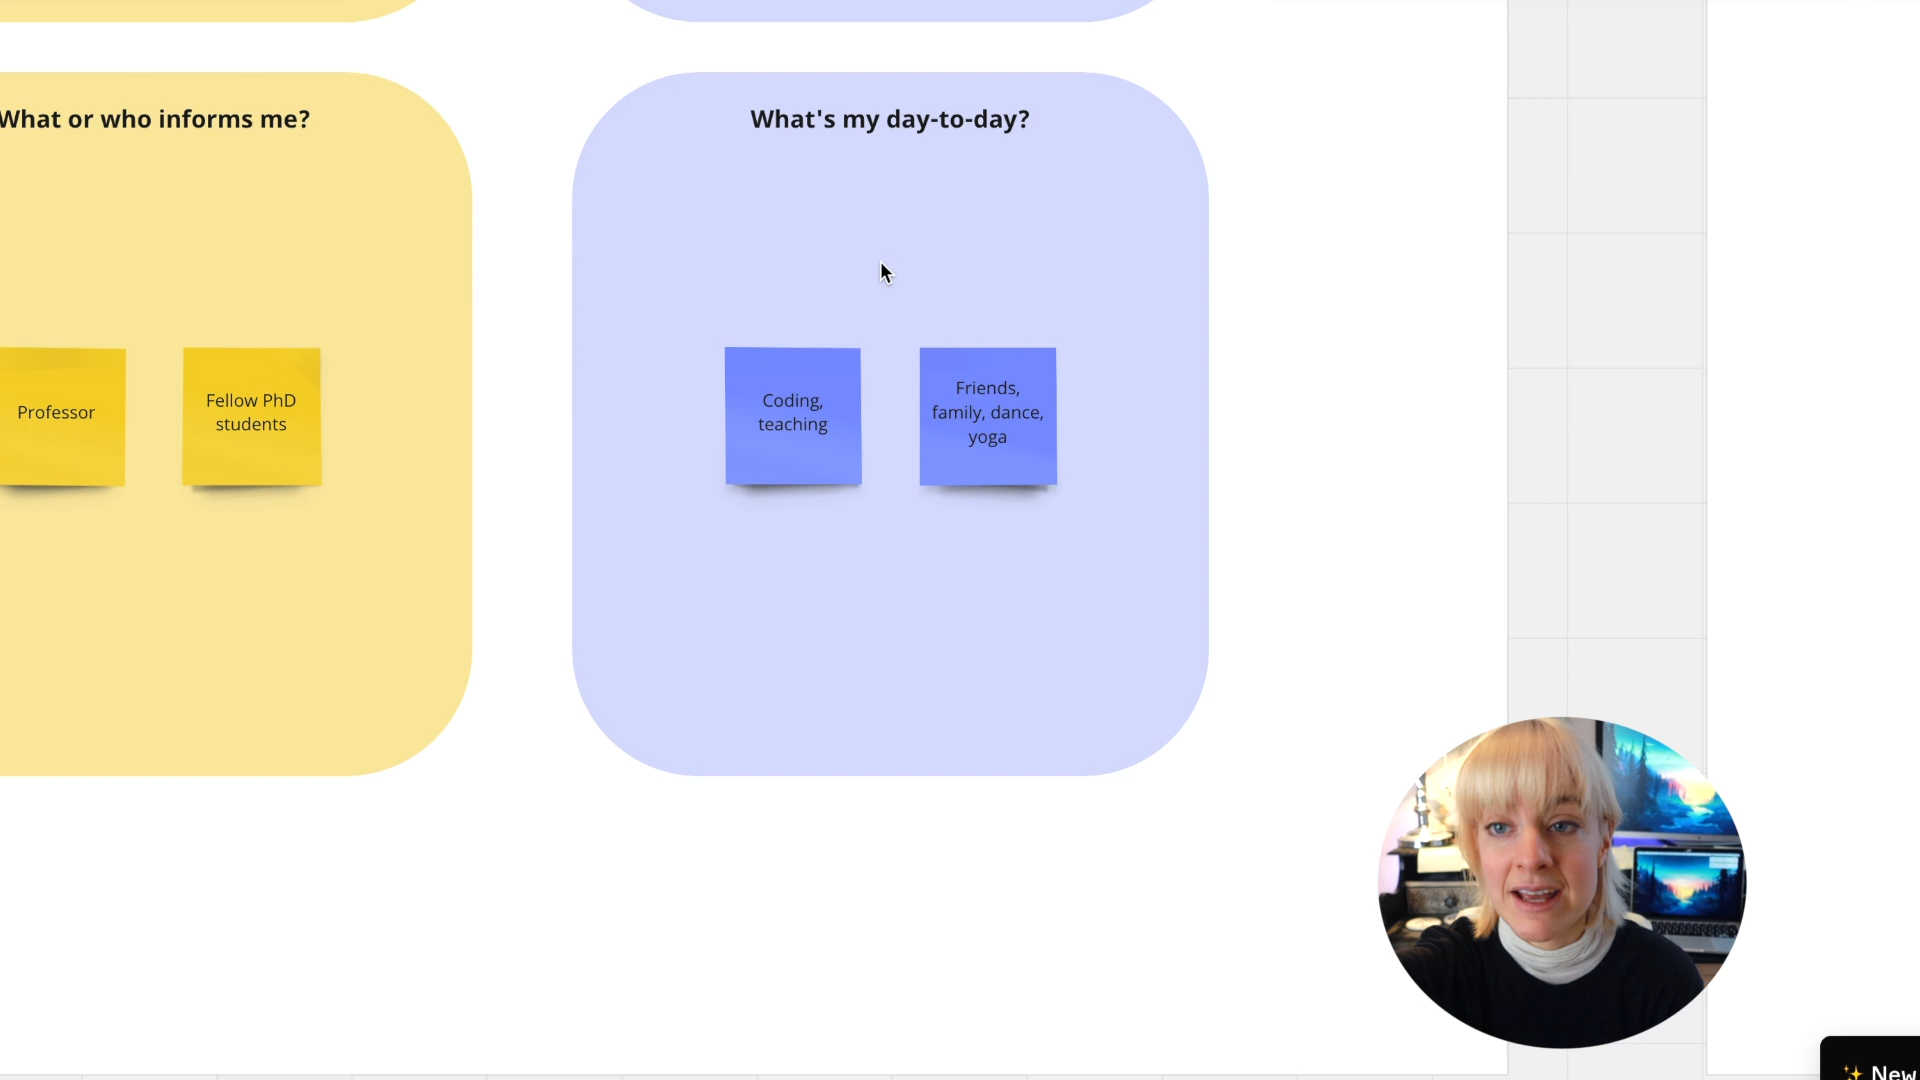 What or who informs me?
What's my day-to-day?
Professor
Fellow PhD
students
Coding,
teaching
Friends,
family, dance,
yoga
New